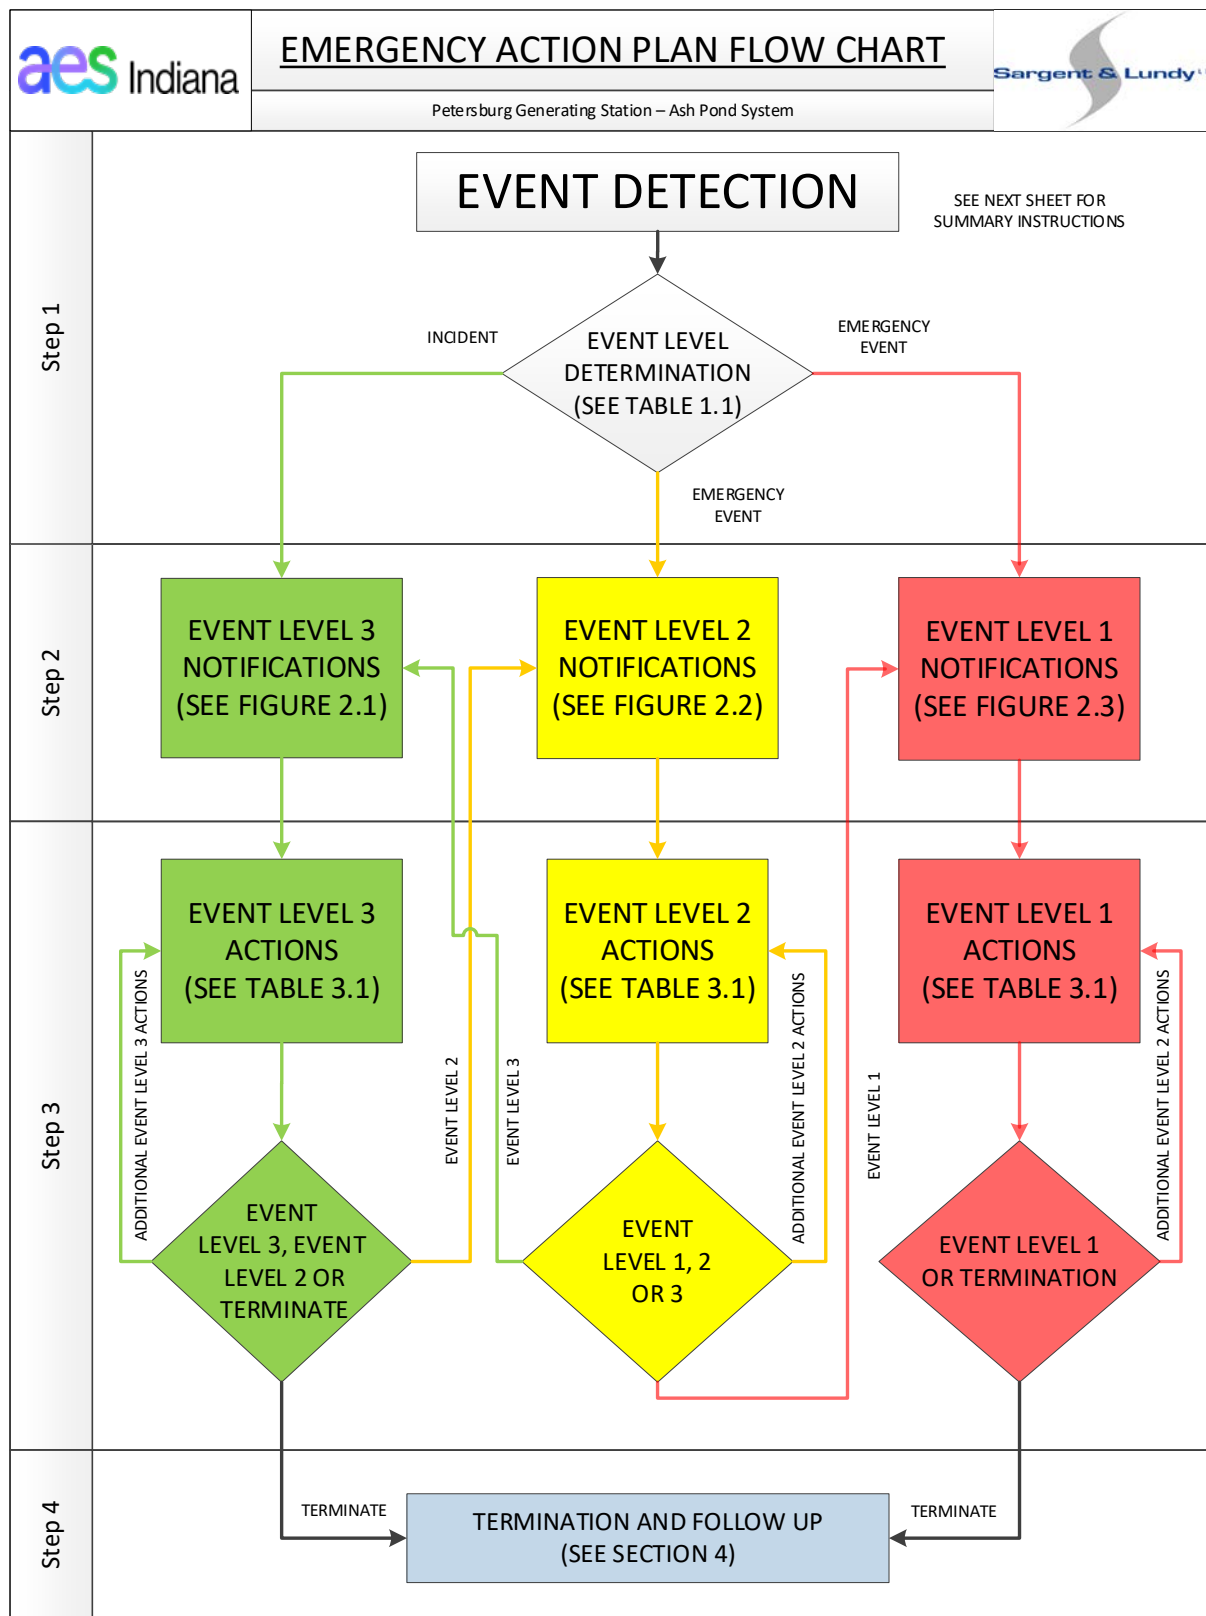 aes Indiana
EMERGENCY ACTION PLAN FLOW CHART
Petersburg Generating Station – Ash Pond System
Sargent & Lundy
Step 1
EVENT DETECTION
SEE NEXT SHEET FOR
SUMMARY INSTRUCTIONS
INCIDENT
EVENT LEVEL
DETERMINATION
(SEE TABLE 1.1)
EMERGENCY
EVENT
EMERGENCY
EVENT
Step 2
EVENT LEVEL 3
NOTIFICATIONS
(SEE FIGURE 2.1)
EVENT LEVEL 2
NOTIFICATIONS
(SEE FIGURE 2.2)
EVENT LEVEL 1
NOTIFICATIONS
(SEE FIGURE 2.3)
Step 3
EVENT LEVEL 3
ACTIONS
(SEE TABLE 3.1)
EVENT LEVEL 2
ACTIONS
(SEE TABLE 3.1)
EVENT LEVEL 1
ACTIONS
(SEE TABLE 3.1)
ADDITIONAL EVENT LEVEL 3 ACTIONS
EVENT LEVEL 2
EVENT LEVEL 3
ADDITIONAL EVENT LEVEL 2 ACTIONS
EVENT LEVEL 1
ADDITIONAL EVENT LEVEL 2 ACTIONS
EVENT
LEVEL 3, EVENT
LEVEL 2 OR
TERMINATE
EVENT
LEVEL 1, 2
OR 3
EVENT LEVEL 1
OR TERMINATION
Step 4
TERMINATE
TERMINATION AND FOLLOW UP
(SEE SECTION 4)
TERMINATE